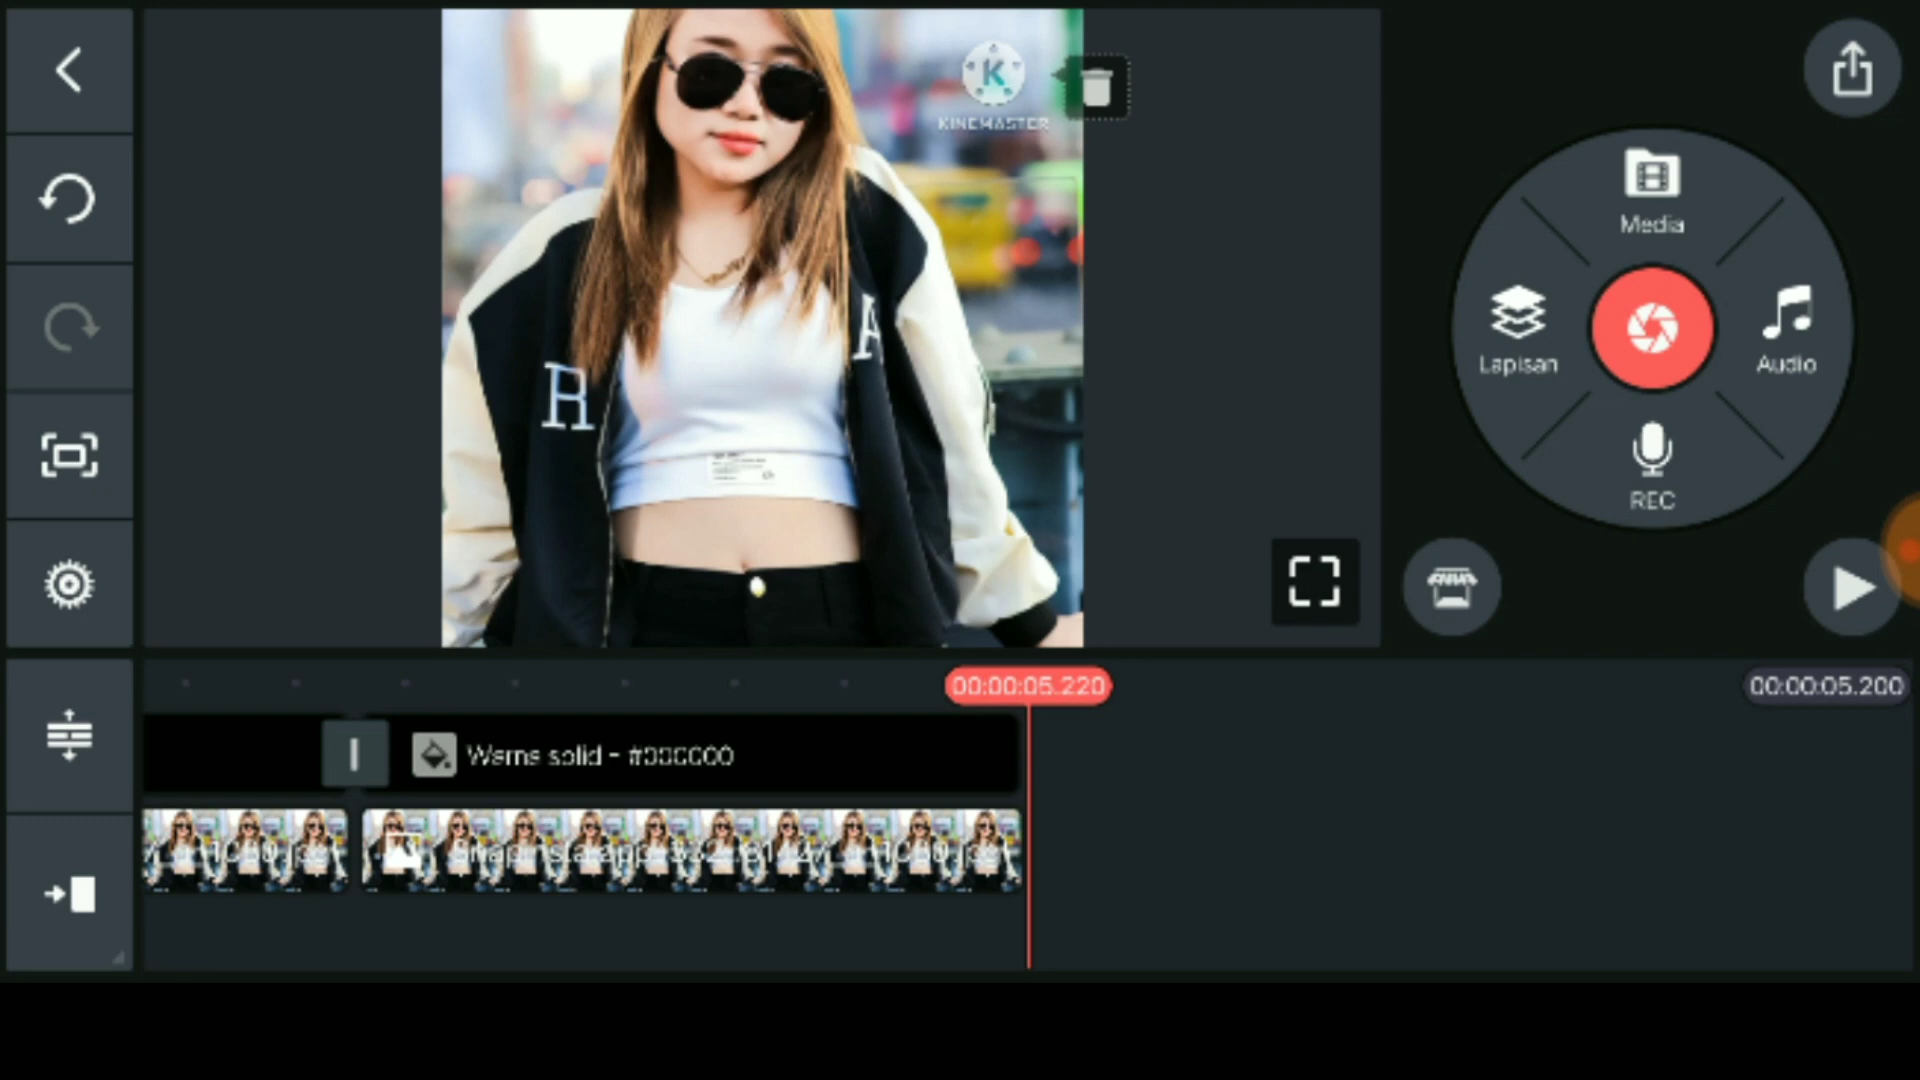 KINEMASTER
R
A
Media
Lapisan
Audio
REC
00:00:05.220
00:00:05.200
Warna solid - #000000